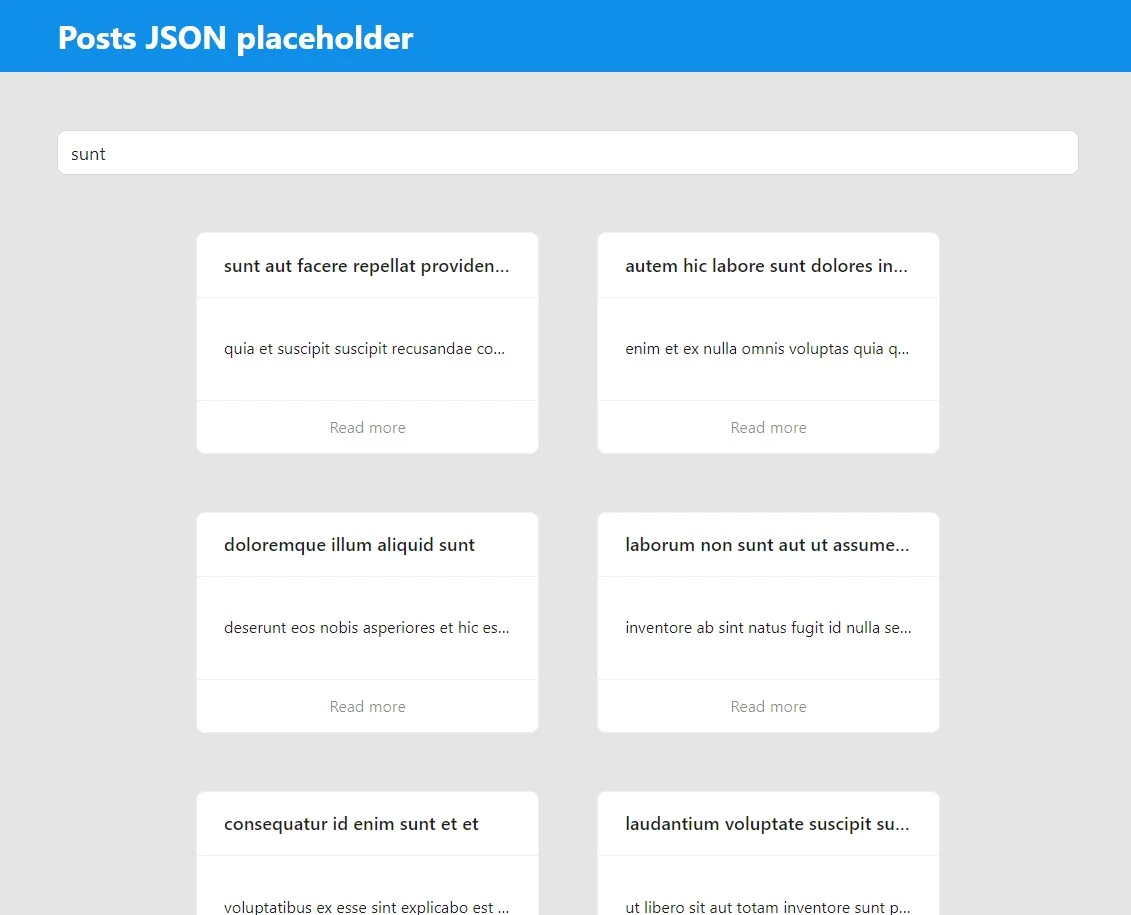 Posts JSON placeholder
sunt
sunt aut facere repellat providen...
quia et suscipit suscipit recusandae co...
Read more
autem hic labore sunt dolores in...
enim et ex nulla omnis voluptas quia q...
Read more
doloremque illum aliquid sunt
deserunt eos nobis asperiores et hic es...
Read more
laborum non sunt aut ut assume...
inventore ab sint natus fugit id nulla se...
Read more
consequatur id enim sunt et et
voluptatibus ex esse sint explicabo est ...
laudantium voluptate suscipit su...
ut libero sit aut totam inventore sunt p...